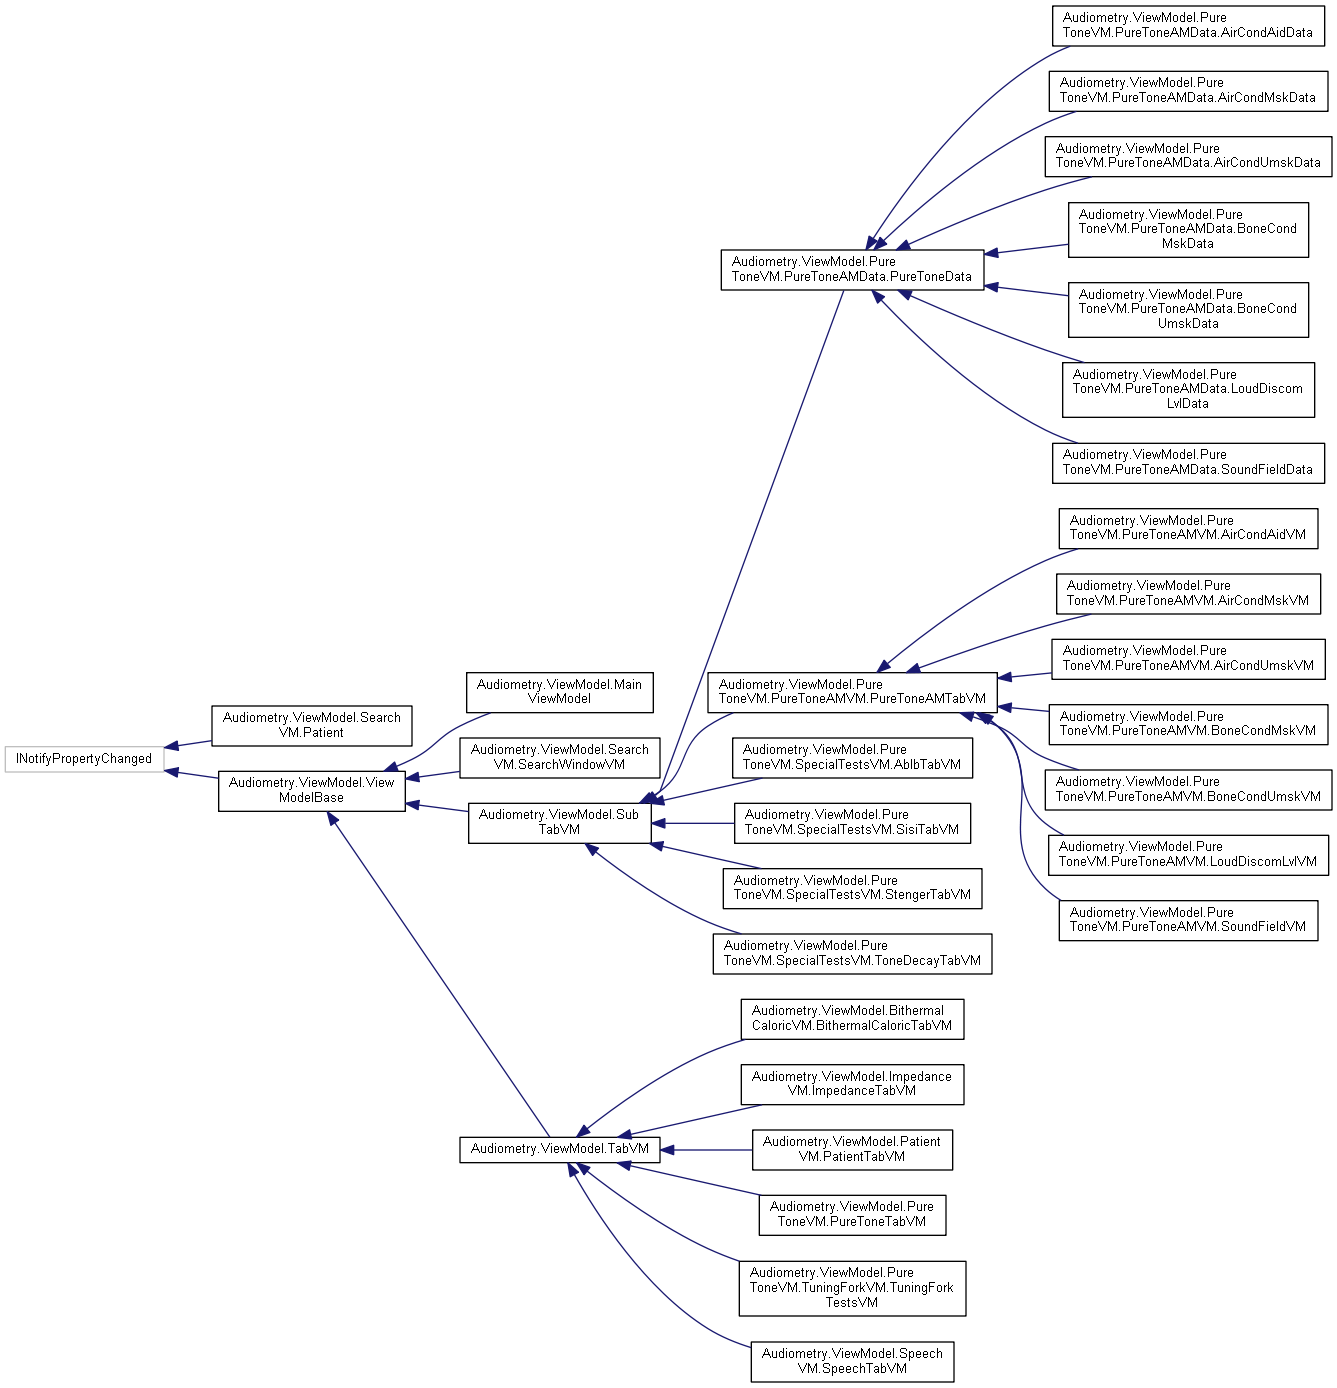 Audiometry.ViewModel.Pure
ToneVM.PureToneAMData.AirCondAidData
Audiometry.ViewModel.Pure
ToneVM.PureToneAMData.AirCondMskData
Audiometry.ViewModel.Pure
ToneVM.PureToneAMData.AirCondUmskData
Audiometry.ViewModel.Pure
ToneVM.PureToneAMData.BoneCond
MskData
Audiometry.ViewModel.Pure
ToneVM.PureToneAMData.PureToneData
Audiometry.ViewModel.Pure
ToneVM.PureToneAMData.BoneCond
UmskData
Audiometry.ViewModel.Pure
ToneVM.PureToneAMData.LoudDiscom
LvlData
Audiometry.ViewModel.Pure
ToneVM.PureToneAMData.SoundFieldData
Audiometry.ViewModel.Pure
ToneVM.PureToneAMVM.AirCondAidVM
Audiometry.ViewModel.Pure
ToneVM.PureToneAMVM.AirCondMskVM
Audiometry.ViewModel.Pure
ToneVM.PureToneAMVM.AirCondUmskVM
Audiometry.ViewModel.Main
ViewModel
Audiometry.ViewModel.Pure
ToneVM.PureToneAMVM.PureToneAMTabVM
Audiometry.ViewModel.Search
VM.Patient
Audiometry.ViewModel.Pure
ToneVM.PureToneAMVM.BoneCondMskVM
INotifyPropertyChanged
Audiometry.ViewModel.Search
VM.SearchWindowVM
Audiometry.ViewModel.Pure
ToneVM.SpecialTestsVM.AblbTabVM
Audiometry.ViewModel.View
ModelBase
Audiometry.ViewModel.Pure
ToneVM.PureToneAMVM.BoneCondUmskVM
Audiometry.ViewModel.Sub
TabVM
Audiometry.ViewModel.Pure
ToneVM.SpecialTestsVM.SisiTabVM
Audiometry.ViewModel.Pure
ToneVM.PureToneAMVM.LoudDiscomLvlVM
Audiometry.ViewModel.Pure
ToneVM.SpecialTestsVM.StengerTabVM
Audiometry.ViewModel.Pure
ToneVM.PureToneAMVM.SoundFieldVM
Audiometry.ViewModel.Pure
ToneVM.SpecialTestsVM.ToneDecayTabVM
Audiometry.ViewModel.Bithermal
CaloricVM.BithermalCaloricTabVM
Audiometry.ViewModel.Impedance
VM.ImpedanceTabVM
Audiometry.ViewModel.TabVM
Audiometry.ViewModel.Patient
VM.PatientTabVM
Audiometry.ViewModel.Pure
ToneVM.PureToneTabVM
Audiometry.ViewModel.Pure
ToneVM.TuningForkVM.TuningFork
TestsVM
Audiometry.ViewModel.Speech
VM.SpeechTabVM